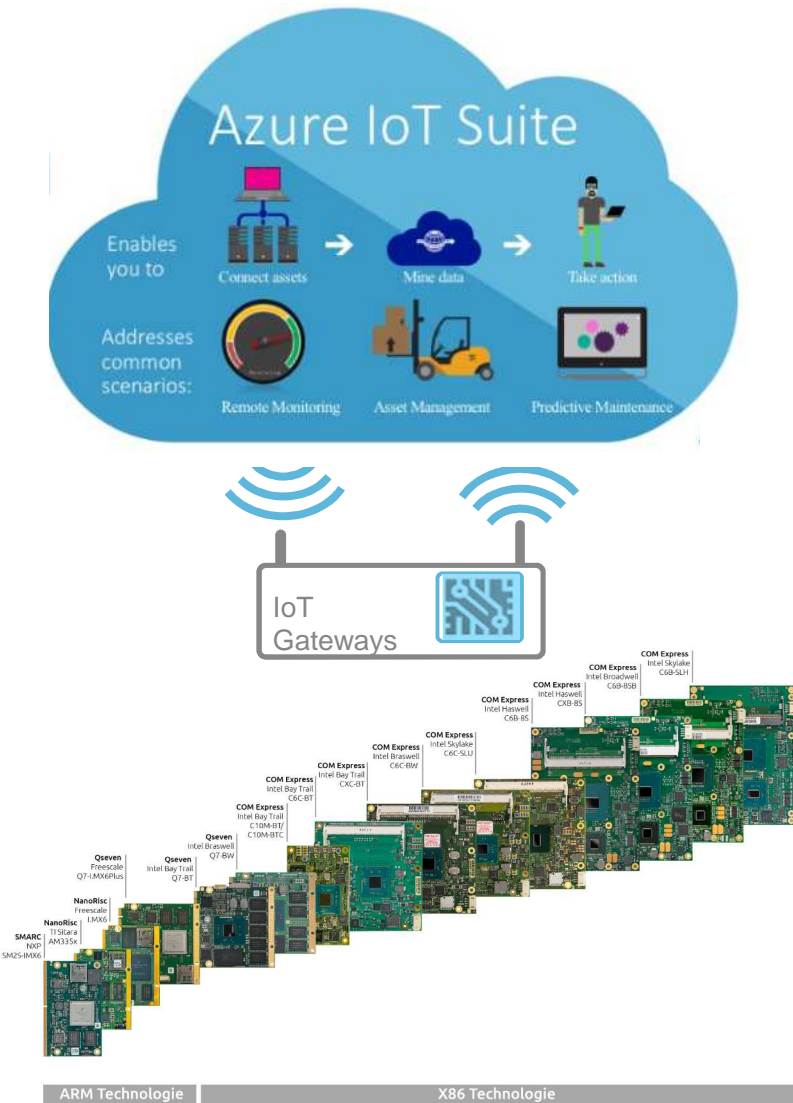 Azure IoT Suite
Enables
you to
Connect assets
Mine data
Take action
Addresses
common
scenarios:
Remote Monitoring
Asset Management
Predictive Maintenance
IoT
Gateways
SMARC
NXP
SM2S-IMX6
NanoRisc
TI Sitara
AM335x
NanoRisc
Freescale
I.MX6
Qseven
Freescale
Q7-I.MX6Plus
Qseven
Intel Bay Trail
Q7-BT
Qseven
Intel Braswell
Q7-BW
COM Express
Intel Bay Trail
C10M-BT/
C10M-BTC
COM Express
Intel Bay Trail
C6C-BT
COM Express
Intel Bay Trail
CXC-BT
COM Express
Intel Braswell
C6C-BW
COM Express
Intel Skylake
C6C-SLU
COM Express
Intel Haswell
C6B-8S
COM Express
Intel Haswell
CXB-8S
COM Express
Intel Broadwell
C6B-8SB
COM Express
Intel Skylake
C6B-SLH
ARM Technologie
X86 Technologie